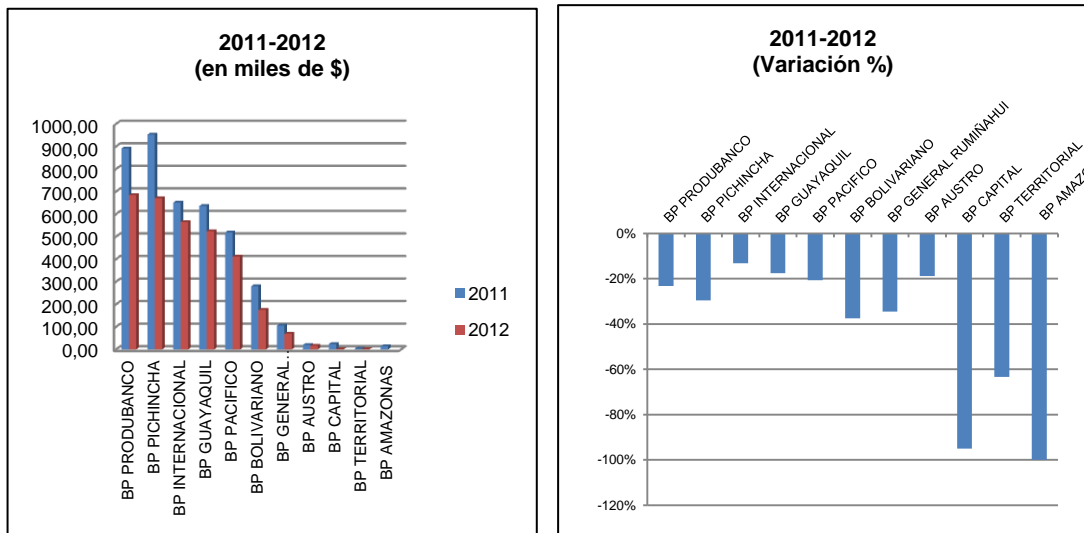 2011-2012
(en miles de $)
1000,00
900,00
800,00
700,00
600,00
500,00
400,00
300,00
200,00
100,00
0,00
BP PRODUBANCO
BP PICHINCHA
BP INTERNACIONAL
BP GUAYAQUIL
BP PACIFICO
BP BOLIVARIANO
BP GENERAL...
BP AUSTRO
BP CAPITAL
BP TERRITORIAL
BP AMAZONAS
2011
2012
2011-2012
(Variación %)
BP PRODUBANCO
BP PICHINCHA
BP INTERNACIONAL
BP GUAYAQUIL
BP PACIFICO
BP BOLIVARIANO
BP GENERAL RUMIÑAHUI
BP AUSTRO
BP CAPITAL
BP TERRITORIAL
BP AMAZON
0%
-20%
-40%
-60%
-80%
-100%
-120%